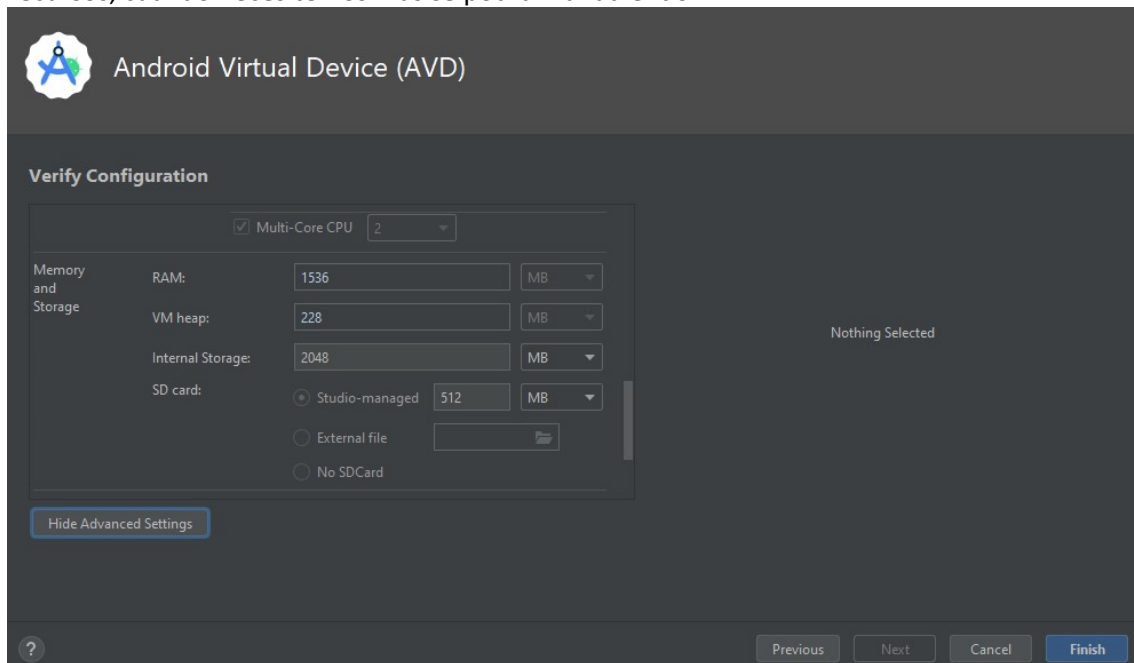 Android Virtual Device (AVD)
Verify Configuration
Multi-Core CPU 2
Memory and Storage
RAM: 1536 MB
VM heap: 228 MB
Internal Storage: 2048 MB
SD card: Studio-managed 512 MB
External file
No SDCard
Nothing Selected
Hide Advanced Settings
? Previous Next Cancel Finish